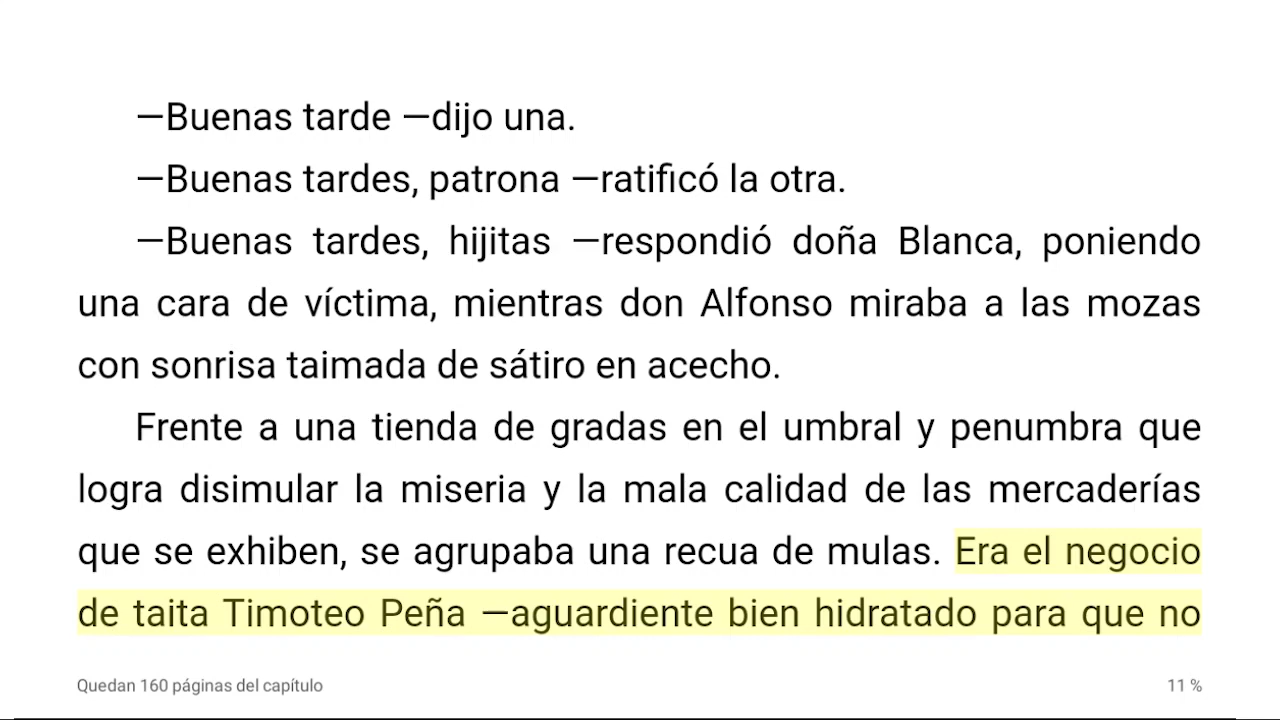 —Buenas tarde —dijo una.
—Buenas tardes, patrona —ratificó la otra.
—Buenas tardes, hijitas —respondió doña Blanca, poniendo
una cara de víctima, mientras don Alfonso miraba a las mozas
con sonrisa taimada de sátiro en acecho.
Frente a una tienda de gradas en el umbral y penumbra que
logra disimular la miseria y la mala calidad de las mercaderías
que se exhiben, se agrupaba una recua de mulas. Era el negocio
de taita Timoteo Peña —aguardiente bien hidratado para que no
Quedan 160 páginas del capítulo
11 %